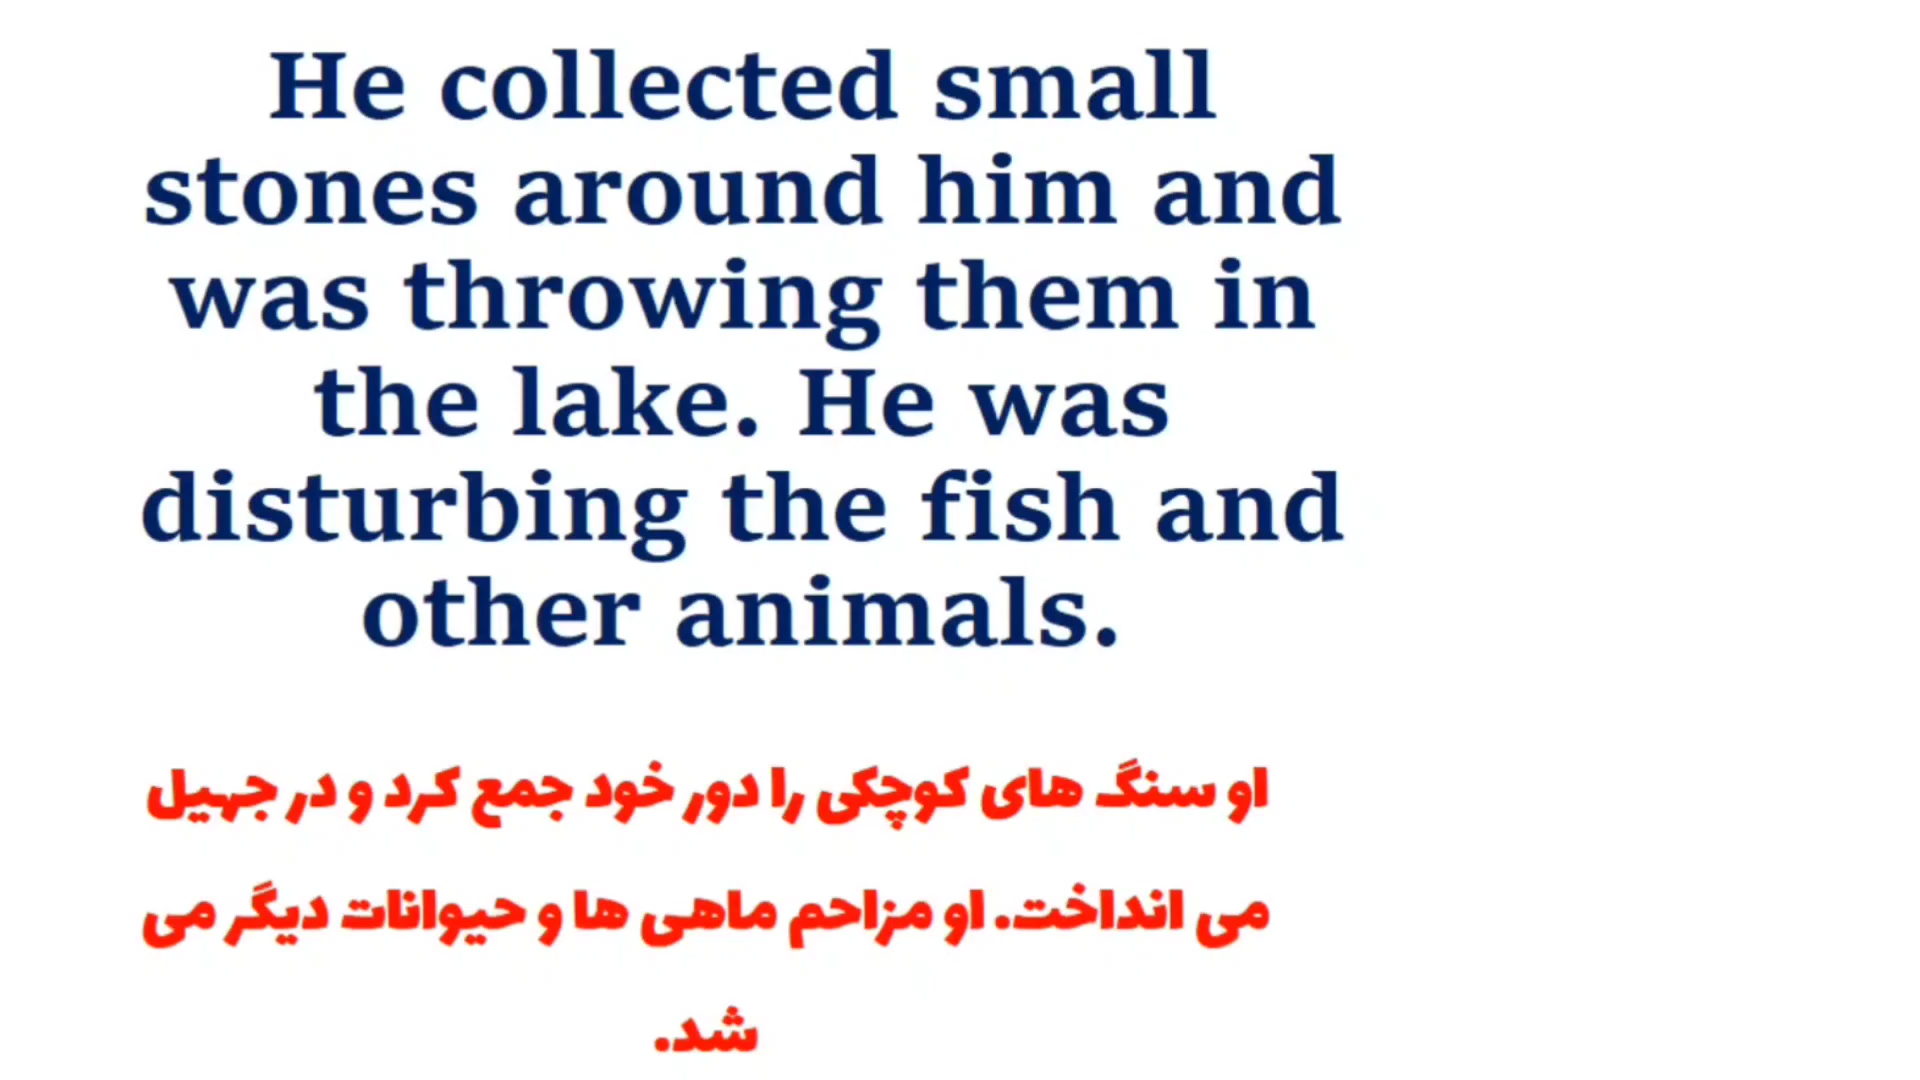 He collected small
stones around him and
was throwing them in
the lake. He was
disturbing the fish and
other animals.
او سنگ های کوچکی را دور خود جمع کرد و در جهیل
می انداخت. او مزاحم ماهی ها و حیوانات دیگر می
شد.